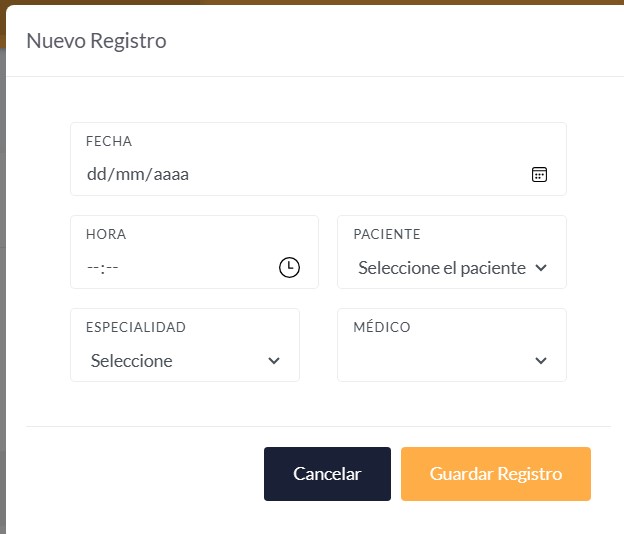 Nuevo Registro
FECHA
dd/mm/aaaa
HORA
--:--
PACIENTE
Seleccione el paciente
ESPECIALIDAD
Seleccione
MÉDICO
Cancelar
Guardar Registro